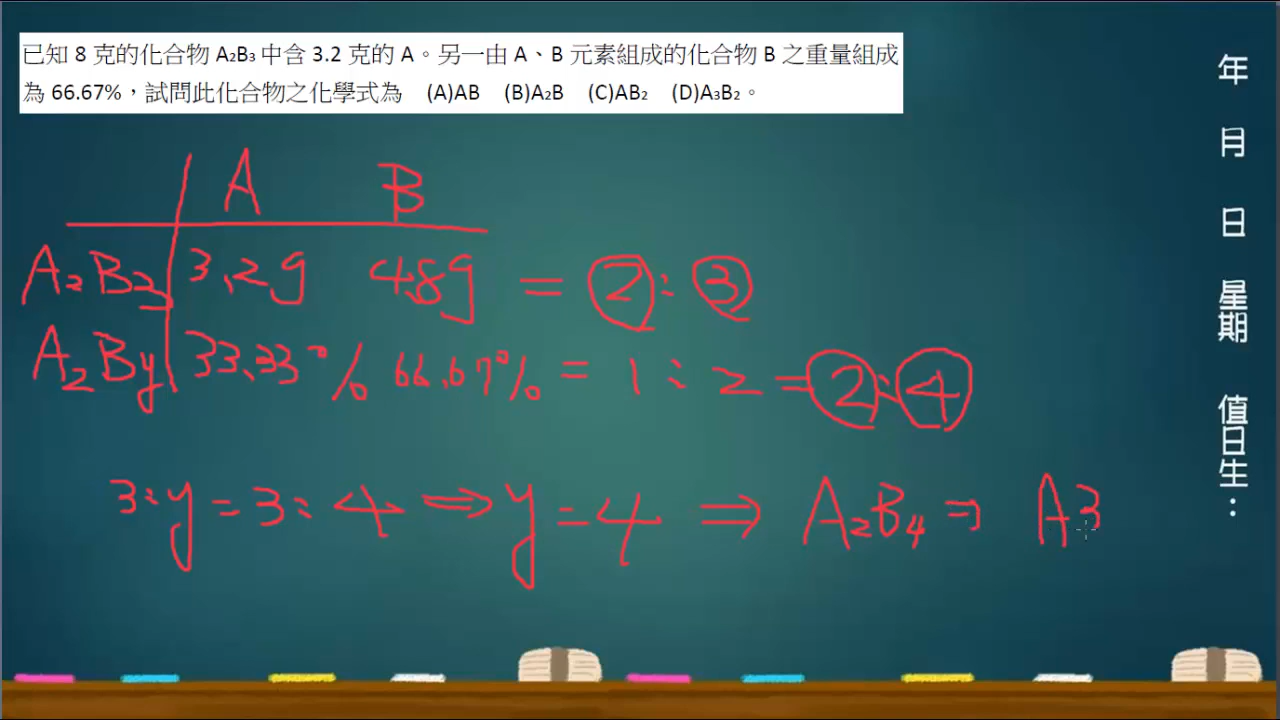 已知 8 克的化合物 A₂B₃ 中含 3.2 克的 A。另一由 A、B 元素組成的化合物 B 之重量組成
為 66.67%,試問此化合物之化學式為 (A)AB (B)A₂B (C)AB₂ (D)A₃B₂。
A B
A₂B₃ 3.2g 4.8g = 2:3
A₂By 33.33% 66.67% = 1:2 = 2:4
3:y = 3:4 ⇔ y = 4 ⇒ A₂B₄ ⇒ A3
年
月
日
星期
值日生: